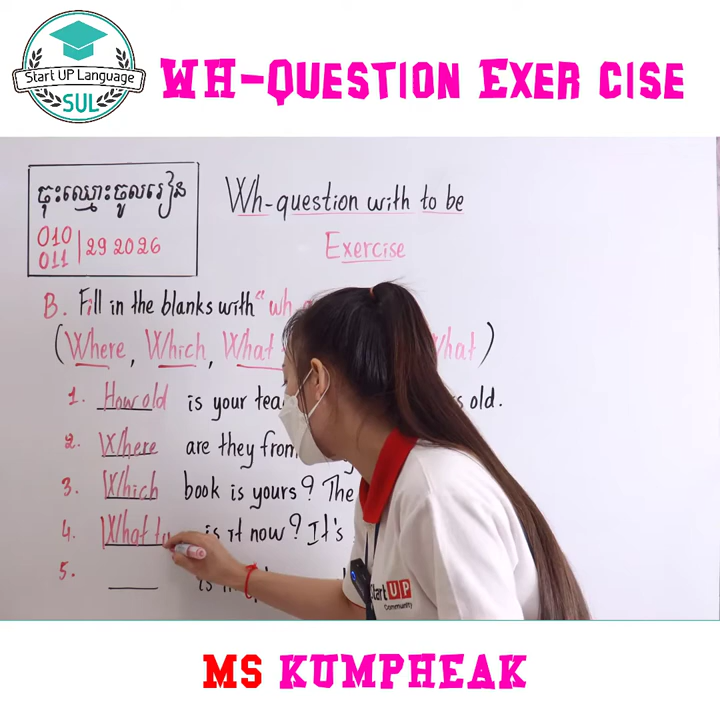 Start UP Language
SUL
WH-QUESTION EXERCISE
ចុះឈ្មោះចូលរៀន
010
011 | 29 2026
Wh-question with to be
Exercise
B. Fill in the blanks with "wh-
(Where, Which, What What)
1. How old is your old.
2. Where are they from
3. Which book is yours? The
4. What is it now? It's
5. ____ is
Start UP
Community
MS KUMPHEAK